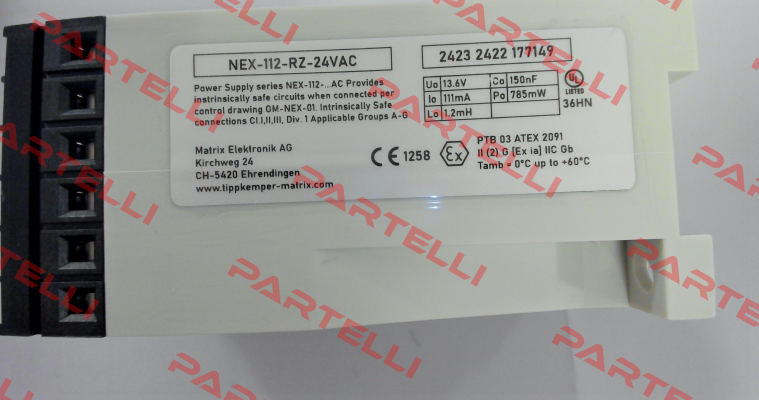 NEX-112-RZ-24VAC
2423 2422 177149
Power Supply series NEX-112-...AC Provides
instrinsically safe circuits when connected per
control drawing OM-NEX-01. Intrinsically Safe
connections Cl.I,II,III, Div. 1 Applicable Groups A-G
Uo 13.6V Co 150nF
Io 111mA Po 785mW
Lo 1.2mH
UL
LISTED
36HN
Matrix Elektronik AG
Kirchweg 24
CH-5420 Ehrendingen
www.tippkemper-matrix.com
CE 1258
Ex
PTB 03 ATEX 2091
II (2) G [Ex ia] IIC Gb
Tamb = 0°C up to +60°C
PARTELLI
PARTELLI
PARTELLI
PARTELLI
PARTELLI
PARTELLI
PARTELLI
PARTELLI